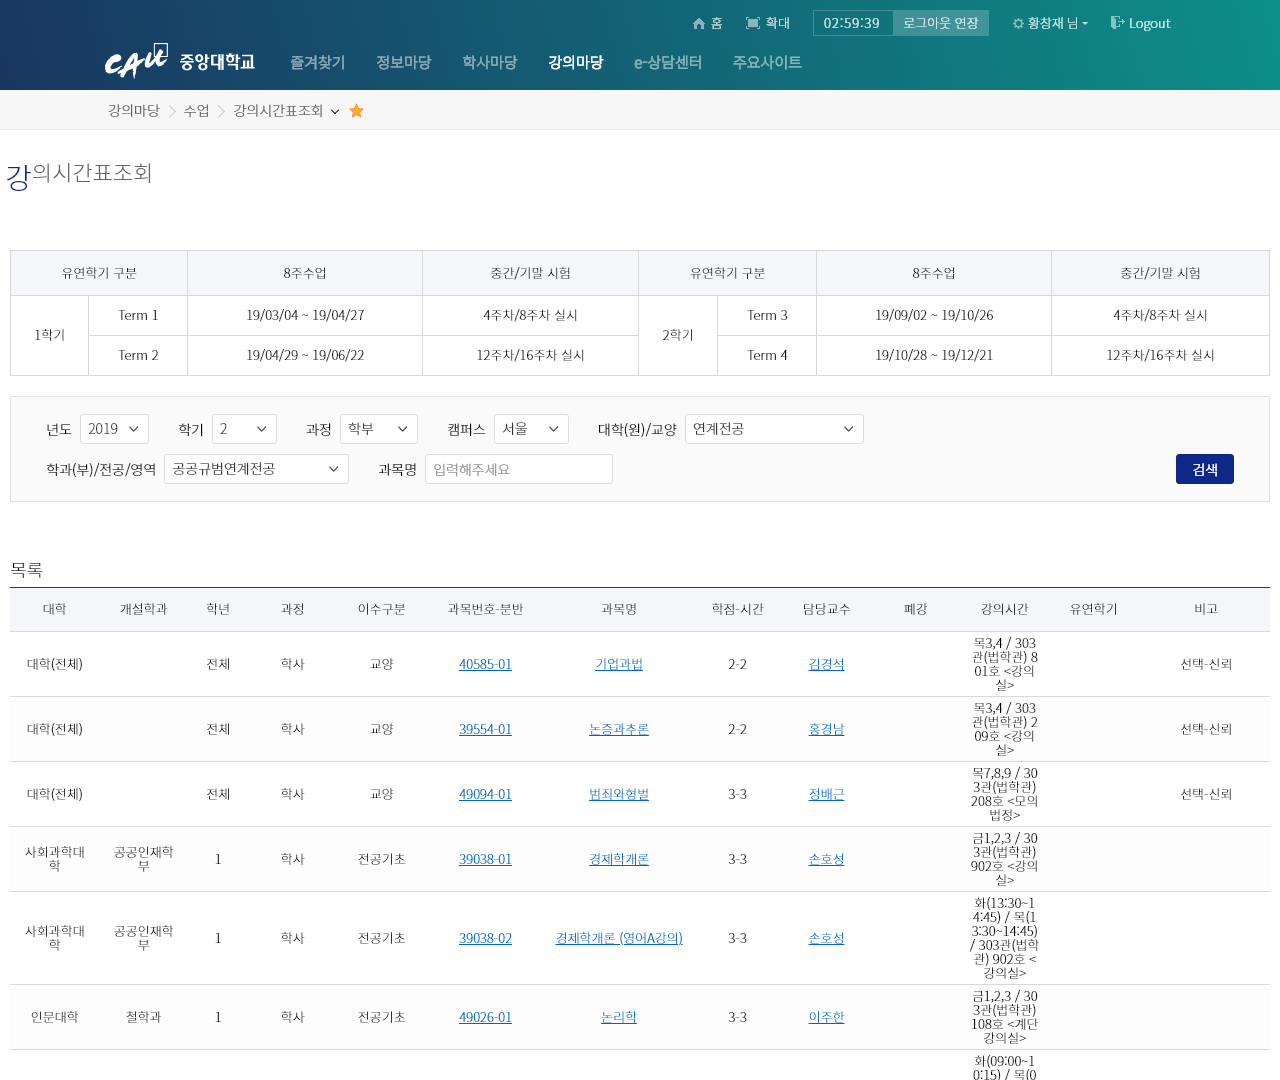 홈 확대 02:59:39 로그아웃 연장 황창재 님 Logout
CAU 중앙대학교 즐겨찾기 정보마당 학사마당 강의마당 e-상담센터 주요사이트
강의마당 수업 강의시간표조회
강의시간표조회
유연학기 구분 8주수업 중간/기말 시험 유연학기 구분 8주수업 중간/기말 시험
1학기 Term 1 19/03/04 ~ 19/04/27 4주차/8주차 실시 2학기 Term 3 19/09/02 ~ 19/10/26 4주차/8주차 실시
Term 2 19/04/29 ~ 19/06/22 12주차/16주차 실시 Term 4 19/10/28 ~ 19/12/21 12주차/16주차 실시
년도 2019 학기 2 과정 학부 캠퍼스 서울 대학(원)/교양 연계전공
학과(부)/전공/영역 공공규범연계전공 과목명 입력해주세요 검색
목록
대학 개설학과 학년 과정 이수구분 과목번호-분반 과목명 학점-시간 담당교수 폐강 강의시간 유연학기 비고
대학(전체) 전체 학사 교양 40585-01 기업과법 2-2 김경석 목3,4 / 303
관(법학관) 8
01호 <강의
실> 선택-신뢰
대학(전체) 전체 학사 교양 39554-01 논증과추론 2-2 홍경남 목3,4 / 303
관(법학관) 2
09호 <강의
실> 선택-신뢰
대학(전체) 전체 학사 교양 49094-01 범죄와형벌 3-3 정배근 목7,8,9 / 30
3관(법학관)
208호 <모의
법정> 선택-신뢰
사회과학대
학 공공인재학
부 1 학사 전공기초 39038-01 경제학개론 3-3 손호성 금1,2,3 / 30
3관(법학관)
902호 <강의
실>
사회과학대
학 공공인재학
부 1 학사 전공기초 39038-02 경제학개론 (영어A강의) 3-3 손호성 화(13:30~1
4:45) / 목(1
3:30~14:45)
/ 303관(법학
관) 902호 <
강의실>
인문대학 철학과 1 학사 전공기초 49026-01 논리학 3-3 이주한 금1,2,3 / 30
3관(법학관)
108호 <계단
강의실>
화(09:00~1
0:15) / 목(0